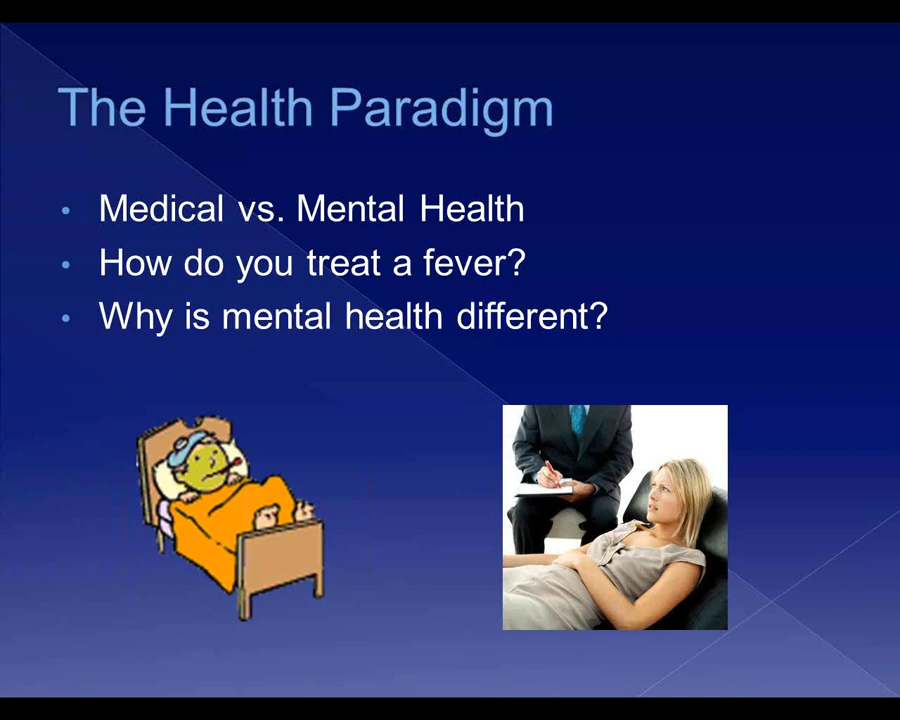 The Health Paradigm
• Medical vs. Mental Health
• How do you treat a fever?
• Why is mental health different?